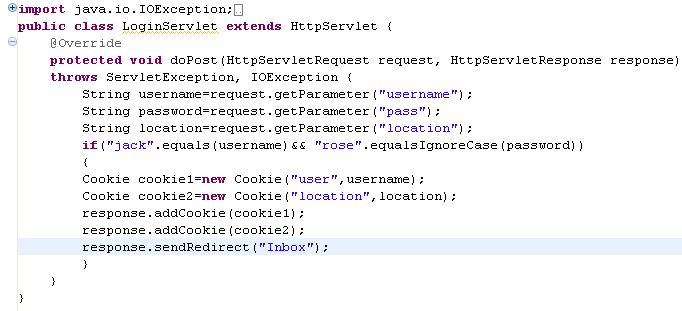 import java.io.IOException;
public class LoginServlet extends HttpServlet {
@Override
protected void doPost(HttpServletRequest request, HttpServletResponse response)
throws ServletException, IOException {
String username=request.getParameter("username");
String password=request.getParameter("pass");
String location=request.getParameter("location");
if("jack".equals(username)&& "rose".equalsIgnoreCase(password))
{
Cookie cookie1=new Cookie("user",username);
Cookie cookie2=new Cookie("location",location);
response.addCookie(cookie1);
response.addCookie(cookie2);
response.sendRedirect("Inbox");
}
}
}